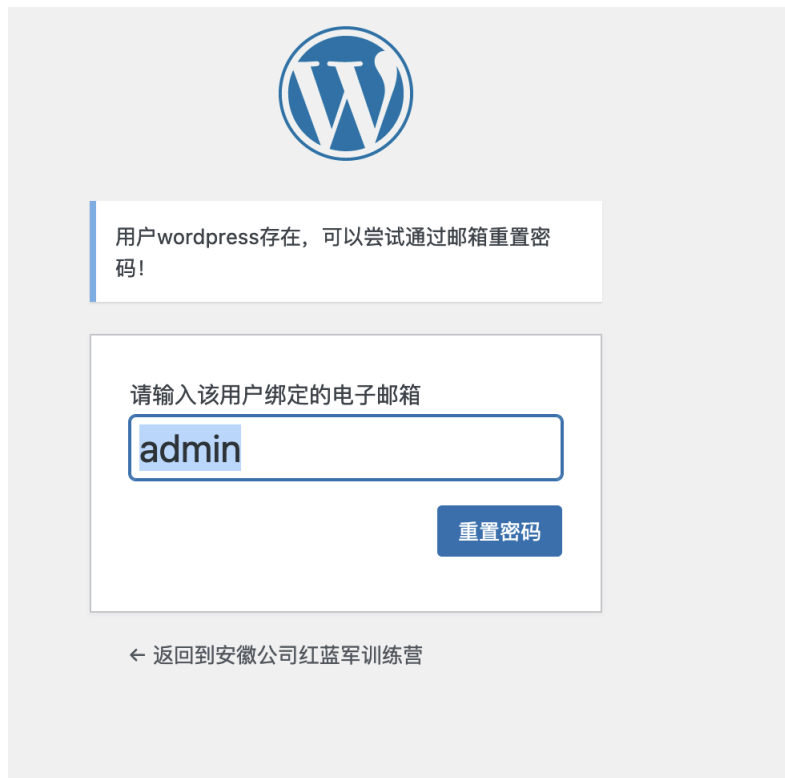 用户wordpress存在，可以尝试通过邮箱重置密
码！
请输入该用户绑定的电子邮箱
admin
重置密码
← 返回到安徽公司红蓝军训练营